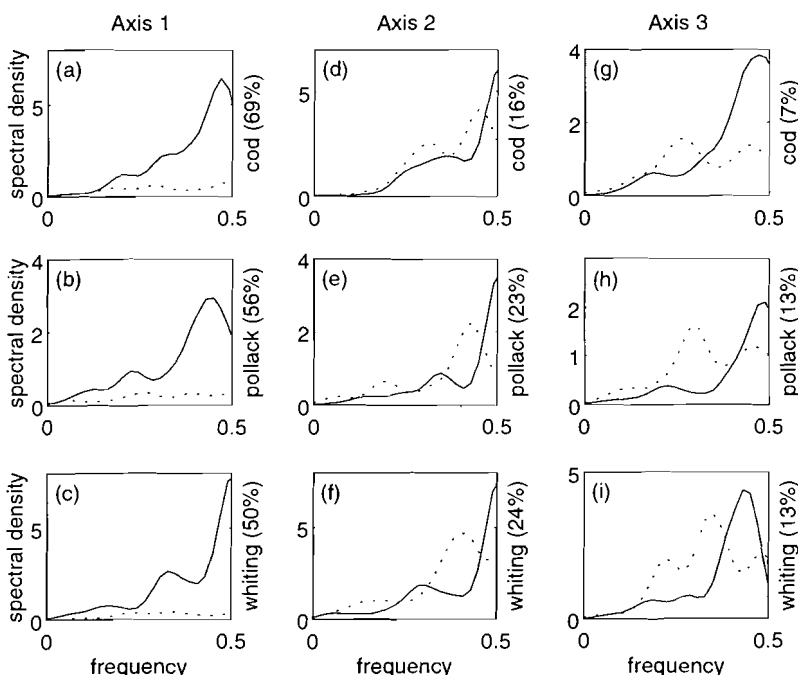 Axis 1 Axis 2 Axis 3
(a) (d) (g)
spectral density
5
0
0 0.5
cod (69%)
0
5
0 0.5
cod (16%)
4
2
0
0 0.5
cod (7%)
(b) (e) (h)
spectral density
4
2
0
0 0.5
pollack (56%)
4
2
0
0 0.5
pollack (23%)
2
1
0
0 0.5
pollack (13%)
(c) (f) (i)
spectral density
5
0
0 0.5
whiting (50%)
5
0
0 0.5
whiting (24%)
5
0
0 0.5
whiting (13%)
frequency frequency frequency